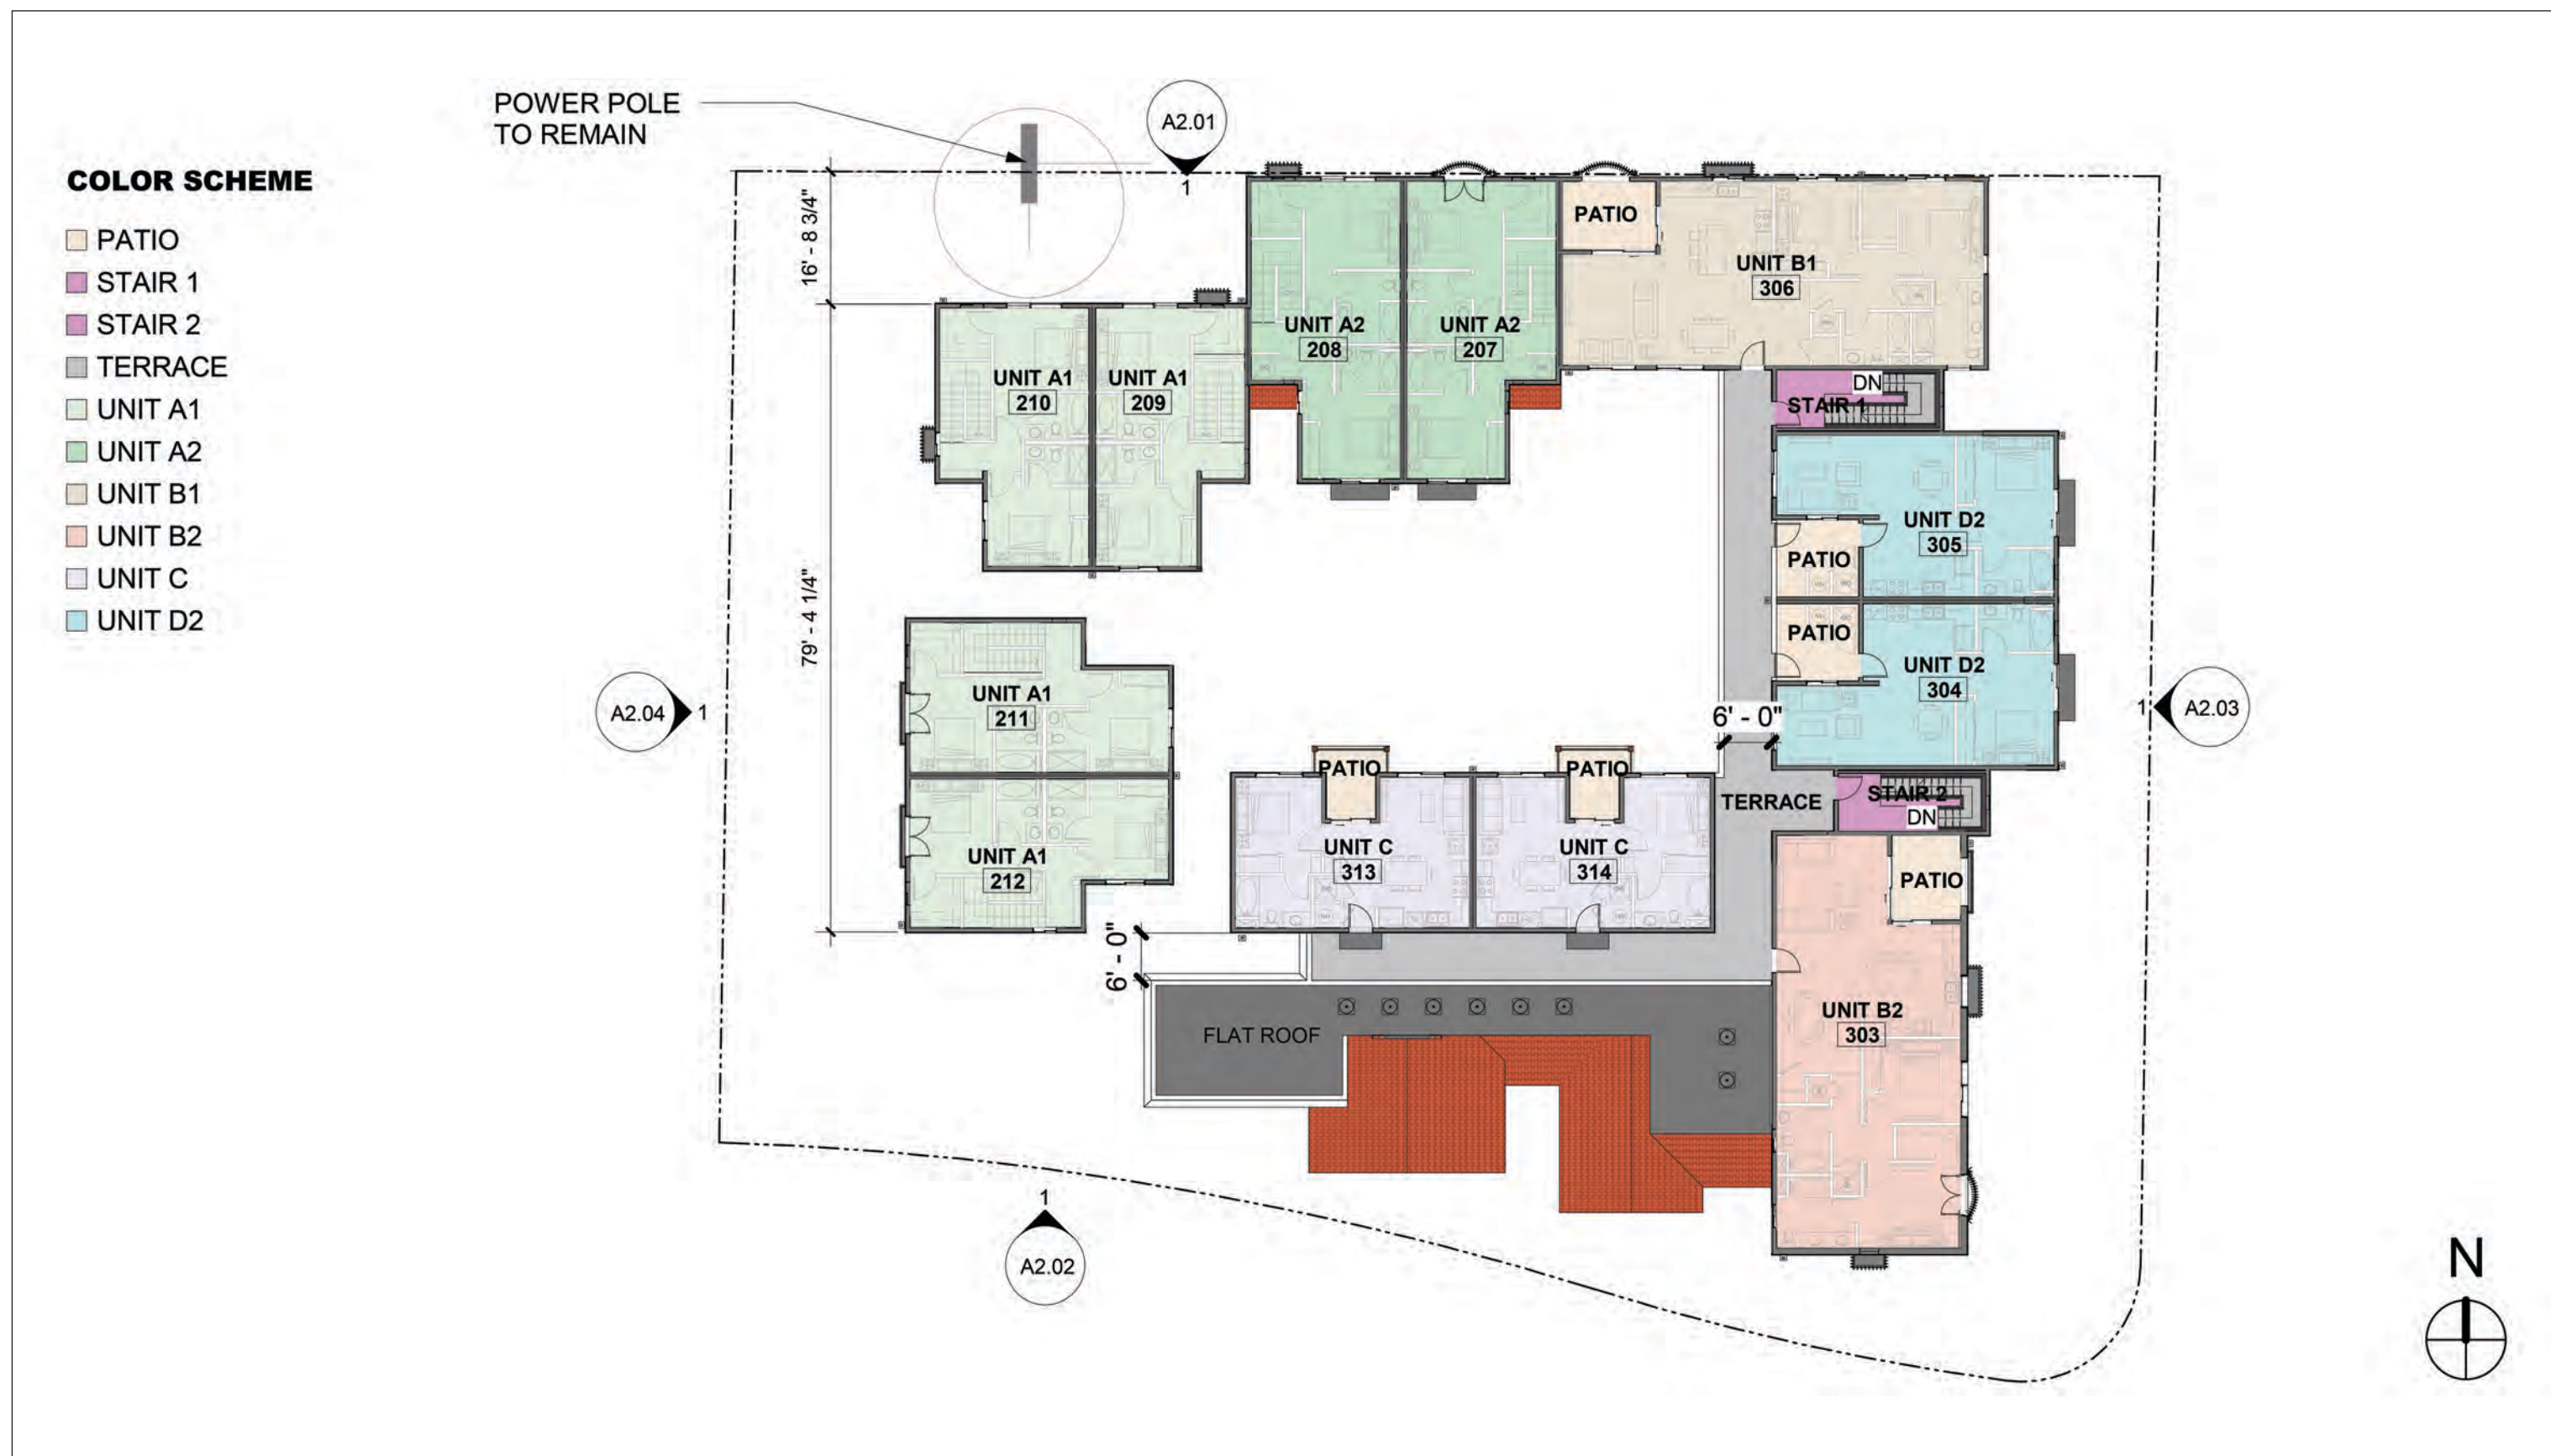 POWER POLE
TO REMAIN
A2.01
1
COLOR SCHEME
PATIO
STAIR 1
STAIR 2
TERRACE
UNIT A1
UNIT A2
UNIT B1
UNIT B2
UNIT C
UNIT D2
16' - 8 3/4"
79' - 4 1/4"
PATIO
UNIT B1
306
UNIT A2
208
UNIT A2
207
UNIT A1
210
UNIT A1
209
DN
STAIR 1
UNIT D2
305
PATIO
PATIO
UNIT D2
304
UNIT A1
211
A2.04
1
6' - 0"
1
A2.03
PATIO
PATIO
TERRACE
STAIR 2
DN
UNIT A1
212
UNIT C
313
UNIT C
314
PATIO
6' - 0"
FLAT ROOF
UNIT B2
303
1
A2.02
N